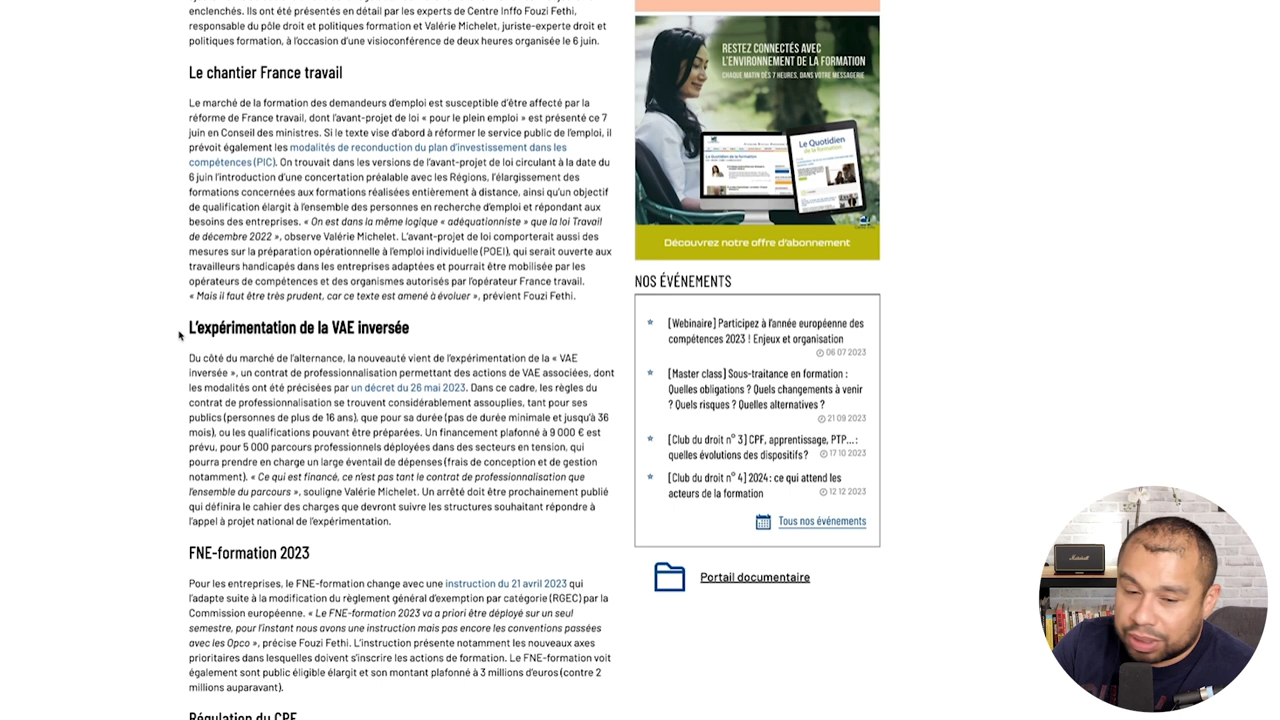 enclenchés. Ils ont été présentés en détail par les experts de Centre Inffo Fouzi Fethi,
responsable du pôle droit et politiques formation et Valérie Michelet, juriste-experte droit et
politiques formation, à l'occasion d'une visioconférence de deux heures organisée le 6 juin.
Le chantier France travail
Le marché de la formation des demandeurs d'emploi est susceptible d'être affecté par la
réforme de France travail, dont l'avant-projet de loi « pour le plein emploi » est présenté ce 7
juin en Conseil des ministres. Si le texte vise d'abord à réformer le service public de l'emploi, il
prévoit également les modalités de reconduction du plan d'investissement dans les
compétences (PIC). On trouvait dans les versions de l'avant-projet de loi circulant à la date du
6 juin l'introduction d'une concertation préalable avec les Régions, l'élargissement des
formations concernées aux formations réalisées entièrement à distance, ainsi qu'un objectif
de qualification élargit à l'ensemble des personnes en recherche d'emploi et répondant aux
besoins des entreprises. « On est dans la même logique « adéquationniste » que la loi Travail
de décembre 2022 », observe Valérie Michelet. L'avant-projet de loi comporterait aussi des
mesures sur la préparation opérationnelle à l'emploi individuelle (POEI), qui serait ouverte aux
travailleurs handicapés dans les entreprises adaptées et pourrait être mobilisée par les
opérateurs de compétences et des organismes autorisés par l'opérateur France travail.
« Mais il faut être très prudent, car ce texte est amené à évoluer », prévient Fouzi Fethi.
L'expérimentation de la VAE inversée
Du côté du marché de l'alternance, la nouveauté vient de l'expérimentation de la « VAE
inversée », un contrat de professionnalisation permettant des actions de VAE associées, dont
les modalités ont été précisées par un décret du 26 mai 2023. Dans ce cadre, les règles du
contrat de professionnalisation se trouvent considérablement assouplies, tant pour ses
publics (personnes de plus de 16 ans), que pour sa durée (pas de durée minimale et jusqu'à 36
mois), ou les qualifications pouvant être préparées. Un financement plafonné à 9 000 € est
prévu, pour 5 000 parcours professionnels déployées dans des secteurs en tension, qui
pourra prendre en charge un large éventail de dépenses (frais de conception et de gestion
notamment). « Ce qui est financé, ce n'est pas tant le contrat de professionnalisation que
l'ensemble du parcours », souligne Valérie Michelet. Un arrêté doit être prochainement publié
qui définira le cahier des charges que devront suivre les structures souhaitant répondre à
l'appel à projet national de l'expérimentation.
FNE-formation 2023
Pour les entreprises, le FNE-formation change avec une instruction du 21 avril 2023 qui
l'adapte suite à la modification du règlement général d'exemption par catégorie (RGEC) par la
Commission européenne. « Le FNE-formation 2023 va a priori être déployé sur un seul
semestre, pour l'instant nous avons une instruction mais pas encore les conventions passées
avec les Opco », précise Fouzi Fethi. L'instruction présente notamment les nouveaux axes
prioritaires dans lesquelles doivent s'inscrire les actions de formation. Le FNE-formation voit
également sont public éligible élargit et son montant plafonné à 3 millions d'euros (contre 2
millions auparavant).
Régulation du CPF
RESTEZ CONNECTÉS AVEC
L'ENVIRONNEMENT DE LA FORMATION
CHAQUE MATIN DÈS 7 HEURES, DANS VOTRE MESSAGERIE
Le Quotidien
de la formation
Découvrez notre offre d'abonnement
NOS ÉVÉNEMENTS
[Webinaire] Participez à l'année européenne des
compétences 2023 ! Enjeux et organisation
06 07 2023
[Master class] Sous-traitance en formation :
Quelles obligations ? Quels changements à venir
? Quels risques ? Quelles alternatives ?
21 09 2023
[Club du droit n° 3] CPF, apprentissage, PTP... :
quelles évolutions des dispositifs ? 17 10 2023
[Club du droit n° 4] 2024 : ce qui attend les
acteurs de la formation 12 12 2023
Tous nos événements
Portail documentaire
Marshall